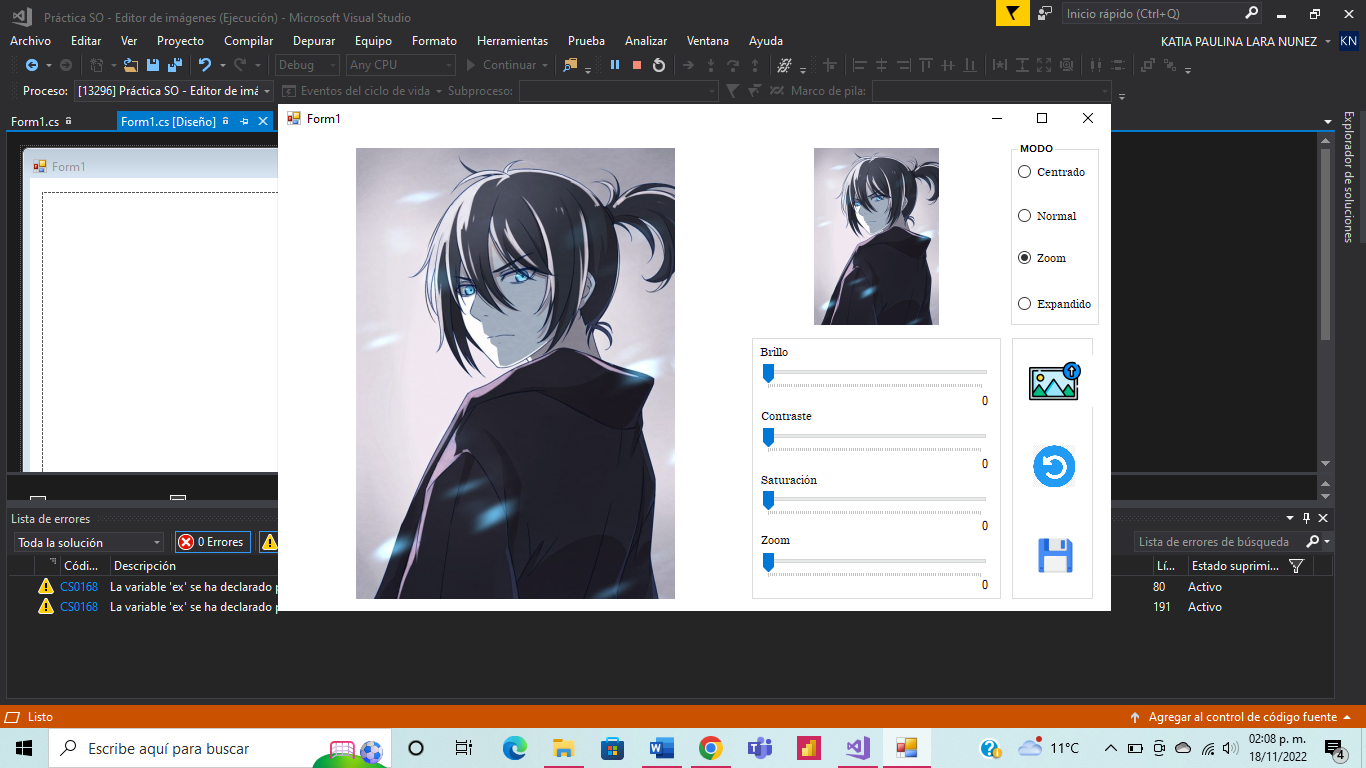 Práctica SO - Editor de imágenes (Ejecución) - Microsoft Visual Studio
Inicio rápido (Ctrl+Q)
Archivo Editar Ver Proyecto Compilar Depurar Equipo Formato Herramientas Prueba Analizar Ventana Ayuda
KATIA PAULINA LARA NUNEZ KN
Debug Any CPU Continuar
Proceso: [13296] Práctica SO - Editor de imá Eventos del ciclo de vida Subproceso: Marco de pila:
Form1.cs Form1.cs [Diseño]
Explorador de soluciones
Form1
Form1
MODO
Centrado
Normal
Zoom
Expandido
Brillo
0
Contraste
0
Saturación
0
Zoom
0
Lista de errores
Toda la solución 0 Errores
Lista de errores de búsqueda
Códi... Descripción Lí... Estado suprimi...
CS0168 La variable 'ex' se ha declarado p 80 Activo
CS0168 La variable 'ex' se ha declarado p 191 Activo
Listo
Agregar al control de código fuente
Escribe aquí para buscar
11°C
02:08 p. m.
18/11/2022
4